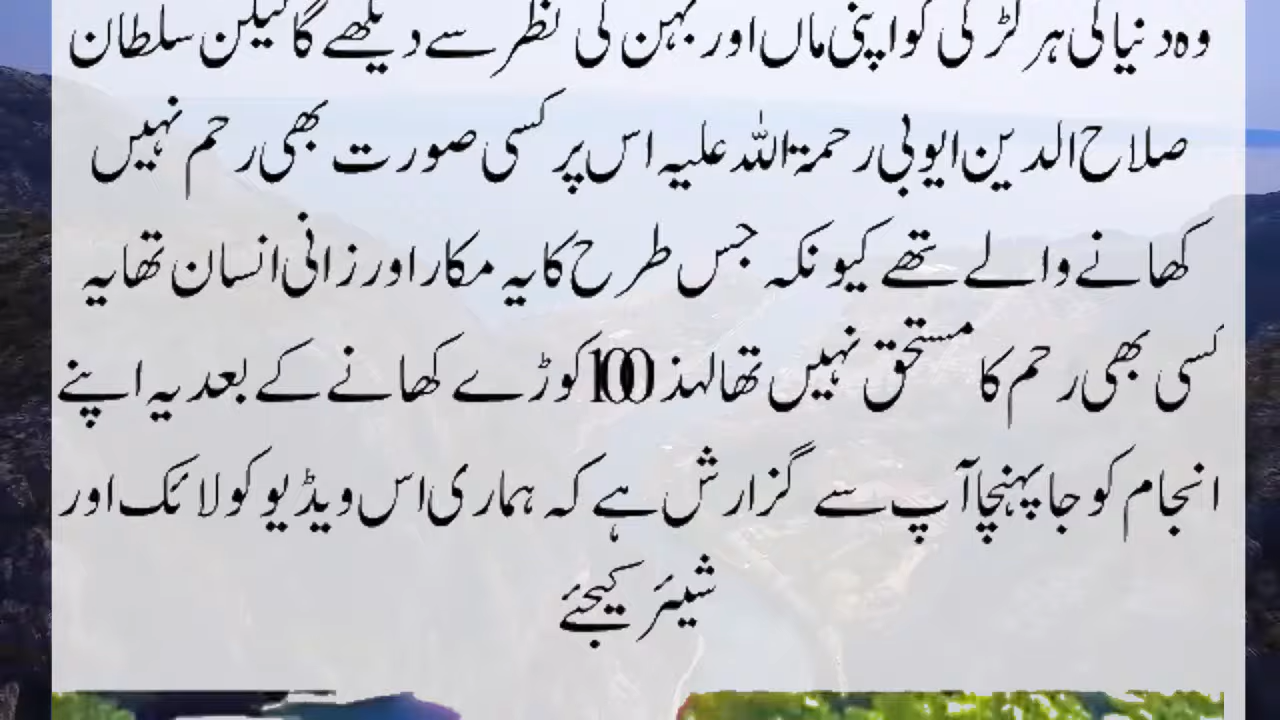 وہ دنیا کی ہر لڑکی کو اپنی ماں اور بہن کی نظر سے دیکھے گا لیکن سلطان
صلاح الدین ایوبی رحمۃ اللہ علیہ اس پر کسی صورت بھی رحم نہیں
کھانے والے تھے کیونکہ جس طرح کا یہ مکار اور زانی انسان تھا یہ
کسی بھی رحم کا مستحق نہیں تھا لہذ 100 کوڑے کھانے کے بعد یہ اپنے
انجام کو جا پہنچا آپ سے گزارش ہے کہ ہماری اس ویڈیو کو لائک اور
شیئر کیجئے